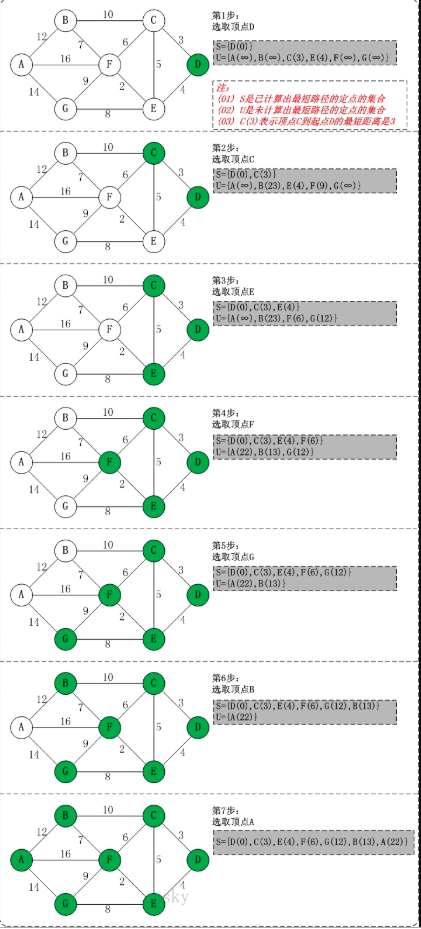 第1步：
选取顶点D
S={D(0)}
U={A(∞),B(∞),C(3),E(4),F(∞),G(∞)}
注：
(01) S是已计算出最短路径的定点的集合
(02) U是未计算出最短路径的定点的集合
(03) C(3)表示顶点C到起点D的最短距离是3
B 10 C
12 7 6 3
A 16 F 5 D
14 9 2 4
G 8 E
第2步：
选取顶点C
S={D(0),C(3)}
U={A(∞),B(23),E(4),F(9),G(∞)}
B 10 C
12 7 6 3
A 16 F 5 D
14 9 2 4
G 8 E
第3步：
选取顶点E
S={D(0),C(3),E(4)}
U={A(∞),B(23),F(6),G(12)}
B 10 C
12 7 6 3
A 16 F 5 D
14 9 2 4
G 8 E
第4步：
选取顶点F
S={D(0),C(3),E(4),F(6)}
U={A(22),B(13),G(12)}
B 10 C
12 7 6 3
A 16 F 5 D
14 9 2 4
G 8 E
第5步：
选取顶点G
S={D(0),C(3),E(4),F(6),G(12)}
U={A(22),B(13)}
B 10 C
12 7 6 3
A 16 F 5 D
14 9 2 4
G 8 E
第6步：
选取顶点B
S={D(0),C(3),E(4),F(6),G(12),B(13)}
U={A(22)}
B 10 C
12 7 6 3
A 16 F 5 D
14 9 2 4
G 8 E
第7步：
选取顶点A
S={D(0),C(3),E(4),F(6),G(12),B(13),A(22)}
B 10 C
12 7 6 3
A 16 F 5 D
14 9 2 4
G 8 E